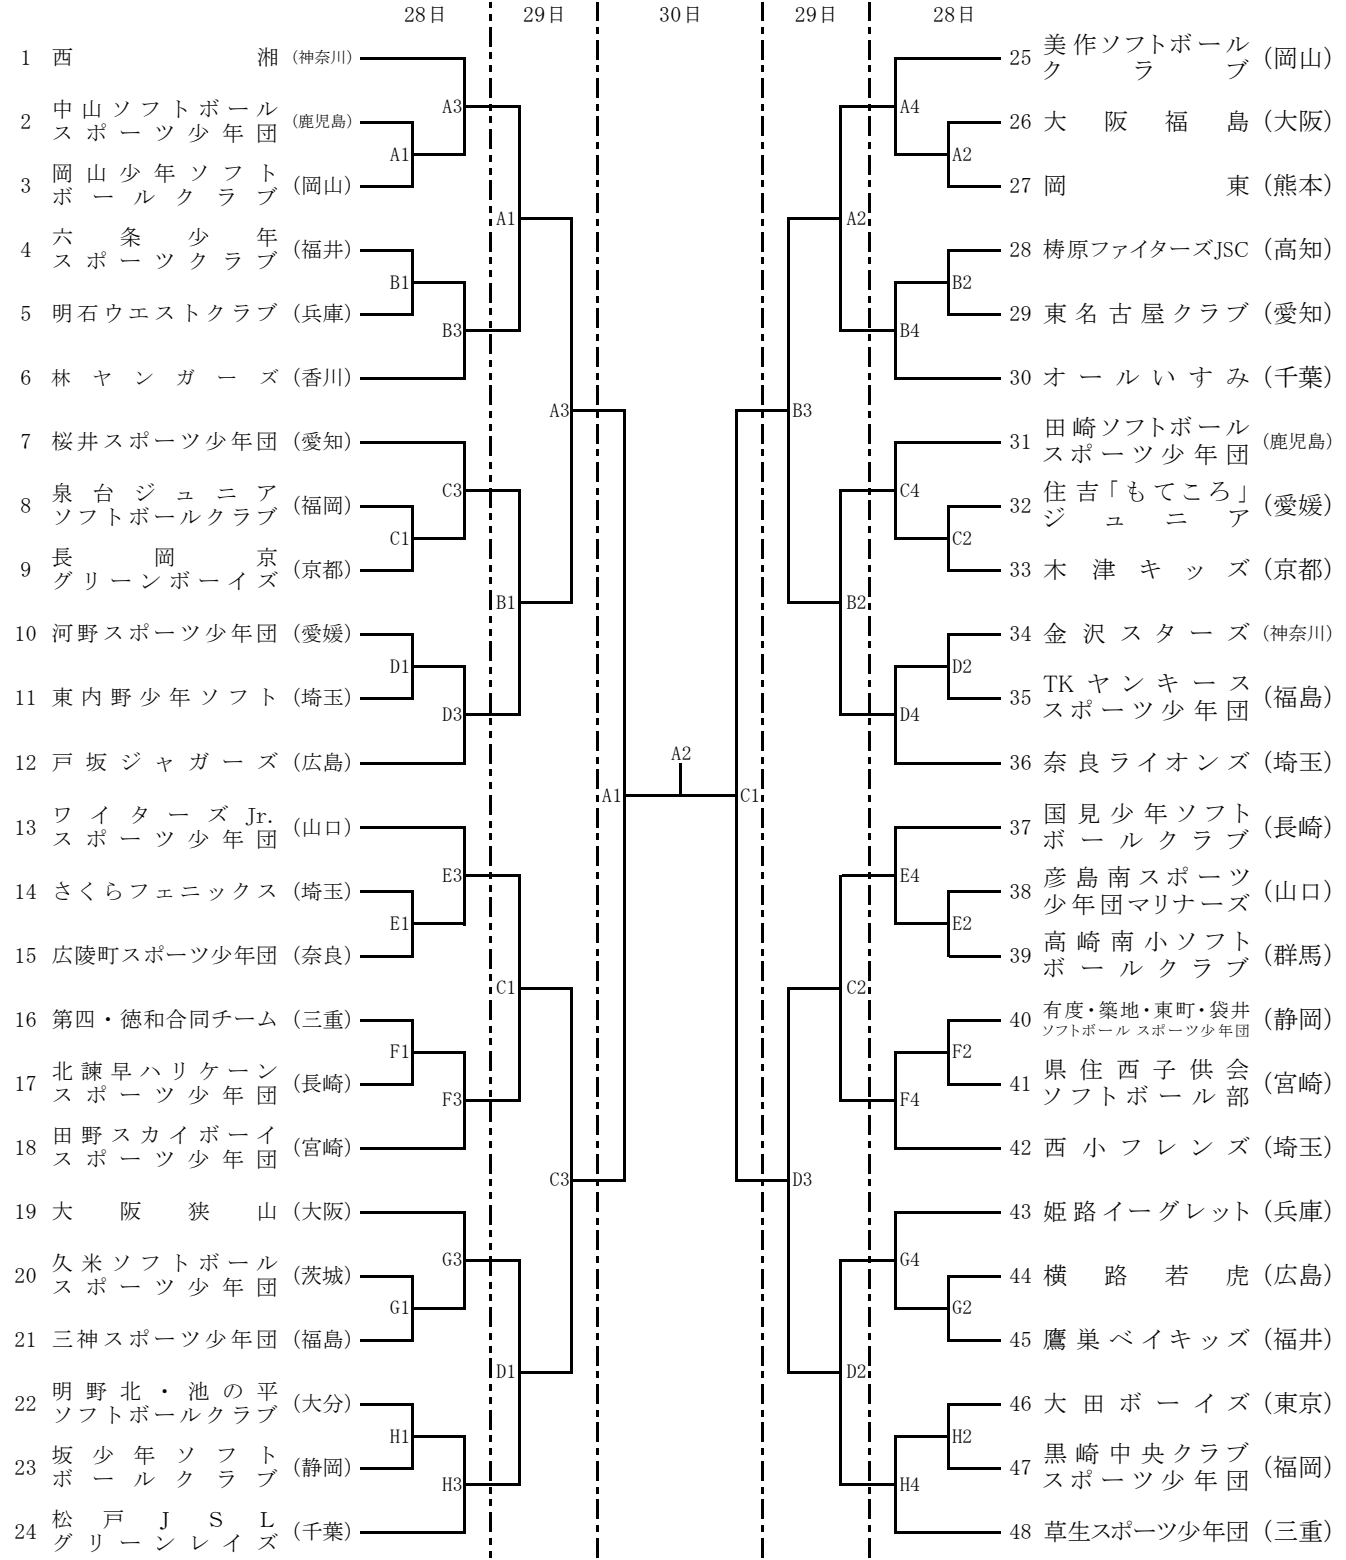 28日 29日 30日 29日 28日
1 西湘 (神奈川)
2 中山ソフトボール
スポーツ少年団 (鹿児島)
3 岡山少年ソフト
ボールクラブ (岡山)
4 六条少年
スポーツクラブ (福井)
5 明石ウエストクラブ (兵庫)
6 林ヤンガーズ (香川)
7 桜井スポーツ少年団 (愛知)
8 泉台ジュニア
ソフトボールクラブ (福岡)
9 長岡京
グリーンボーイズ (京都)
10 河野スポーツ少年団 (愛媛)
11 東内野少年ソフト (埼玉)
12 戸坂ジャガーズ (広島)
13 ワイターズJr.
スポーツ少年団 (山口)
14 さくらフェニックス (埼玉)
15 広陵町スポーツ少年団 (奈良)
16 第四・徳和合同チーム (三重)
17 北諫早ハリケーン
スポーツ少年団 (長崎)
18 田野スカイボーイ
スポーツ少年団 (宮崎)
19 大阪狭山 (大阪)
20 久米ソフトボール
スポーツ少年団 (茨城)
21 三神スポーツ少年団 (福島)
22 明野北・池の平
ソフトボールクラブ (大分)
23 坂少年ソフト
ボールクラブ (静岡)
24 松戸JSL
グリーンレイズ (千葉)
A3
A1
B1
B3
C3
C1
D1
D3
E3
E1
F1
F3
G3
G1
H1
H3
A1
B1
C1
D1
A3
C3
A1
A2
C1
B3
D3
A2
B2
C2
D2
A4
A2
B2
B4
C4
C2
D2
D4
E4
E2
F2
F4
G4
G2
H2
H4
25 美作ソフトボール
クラブ (岡山)
26 大阪福島 (大阪)
27 岡東 (熊本)
28 梼原ファイターズJSC (高知)
29 東名古屋クラブ (愛知)
30 オールいすみ (千葉)
31 田崎ソフトボール
スポーツ少年団 (鹿児島)
32 住吉「もてころ」
ジュニア (愛媛)
33 木津キッズ (京都)
34 金沢スターズ (神奈川)
35 TKヤンキース
スポーツ少年団 (福島)
36 奈良ライオンズ (埼玉)
37 国見少年ソフト
ボールクラブ (長崎)
38 彦島南スポーツ
少年団マリナーズ (山口)
39 高崎南小ソフト
ボールクラブ (群馬)
40 有度・築地・東町・袋井
ソフトボール スポーツ少年団 (静岡)
41 県住西子供会
ソフトボール部 (宮崎)
42 西小フレンズ (埼玉)
43 姫路イーグレット (兵庫)
44 横路若虎 (広島)
45 鷹巣ベイキッズ (福井)
46 大田ボーイズ (東京)
47 黒崎中央クラブ
スポーツ少年団 (福岡)
48 草生スポーツ少年団 (三重)